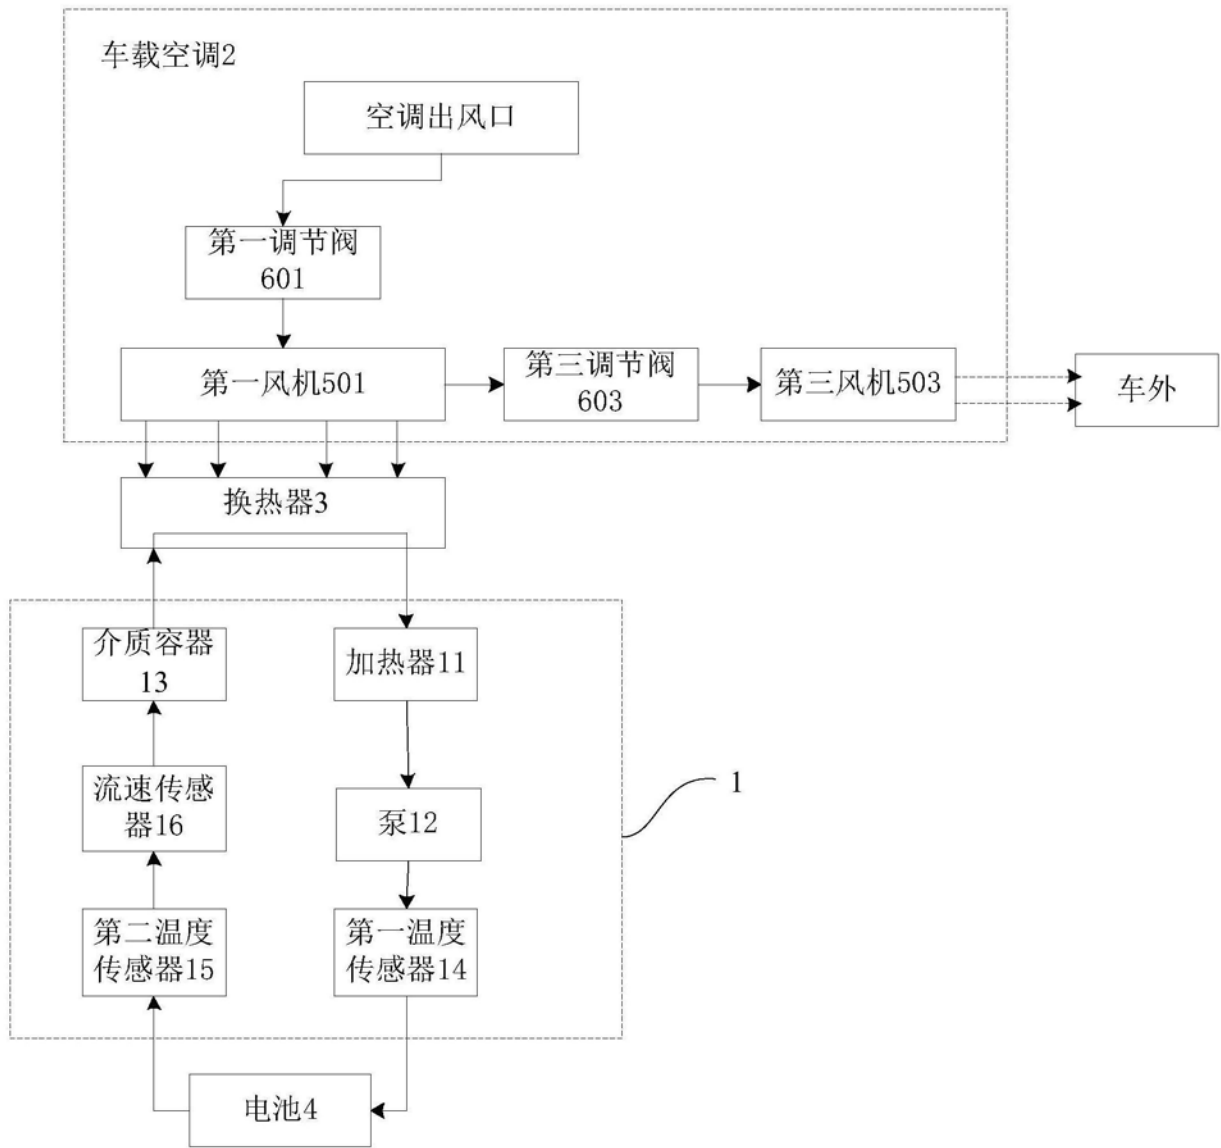 车载空调2
空调出风口
第一调节阀
601
第一风机501
第三调节阀
603
第三风机503
车外
换热器3
介质容器
13
加热器11
流速传感
器16
泵12
1
第二温度
传感器15
第一温度
传感器14
电池4